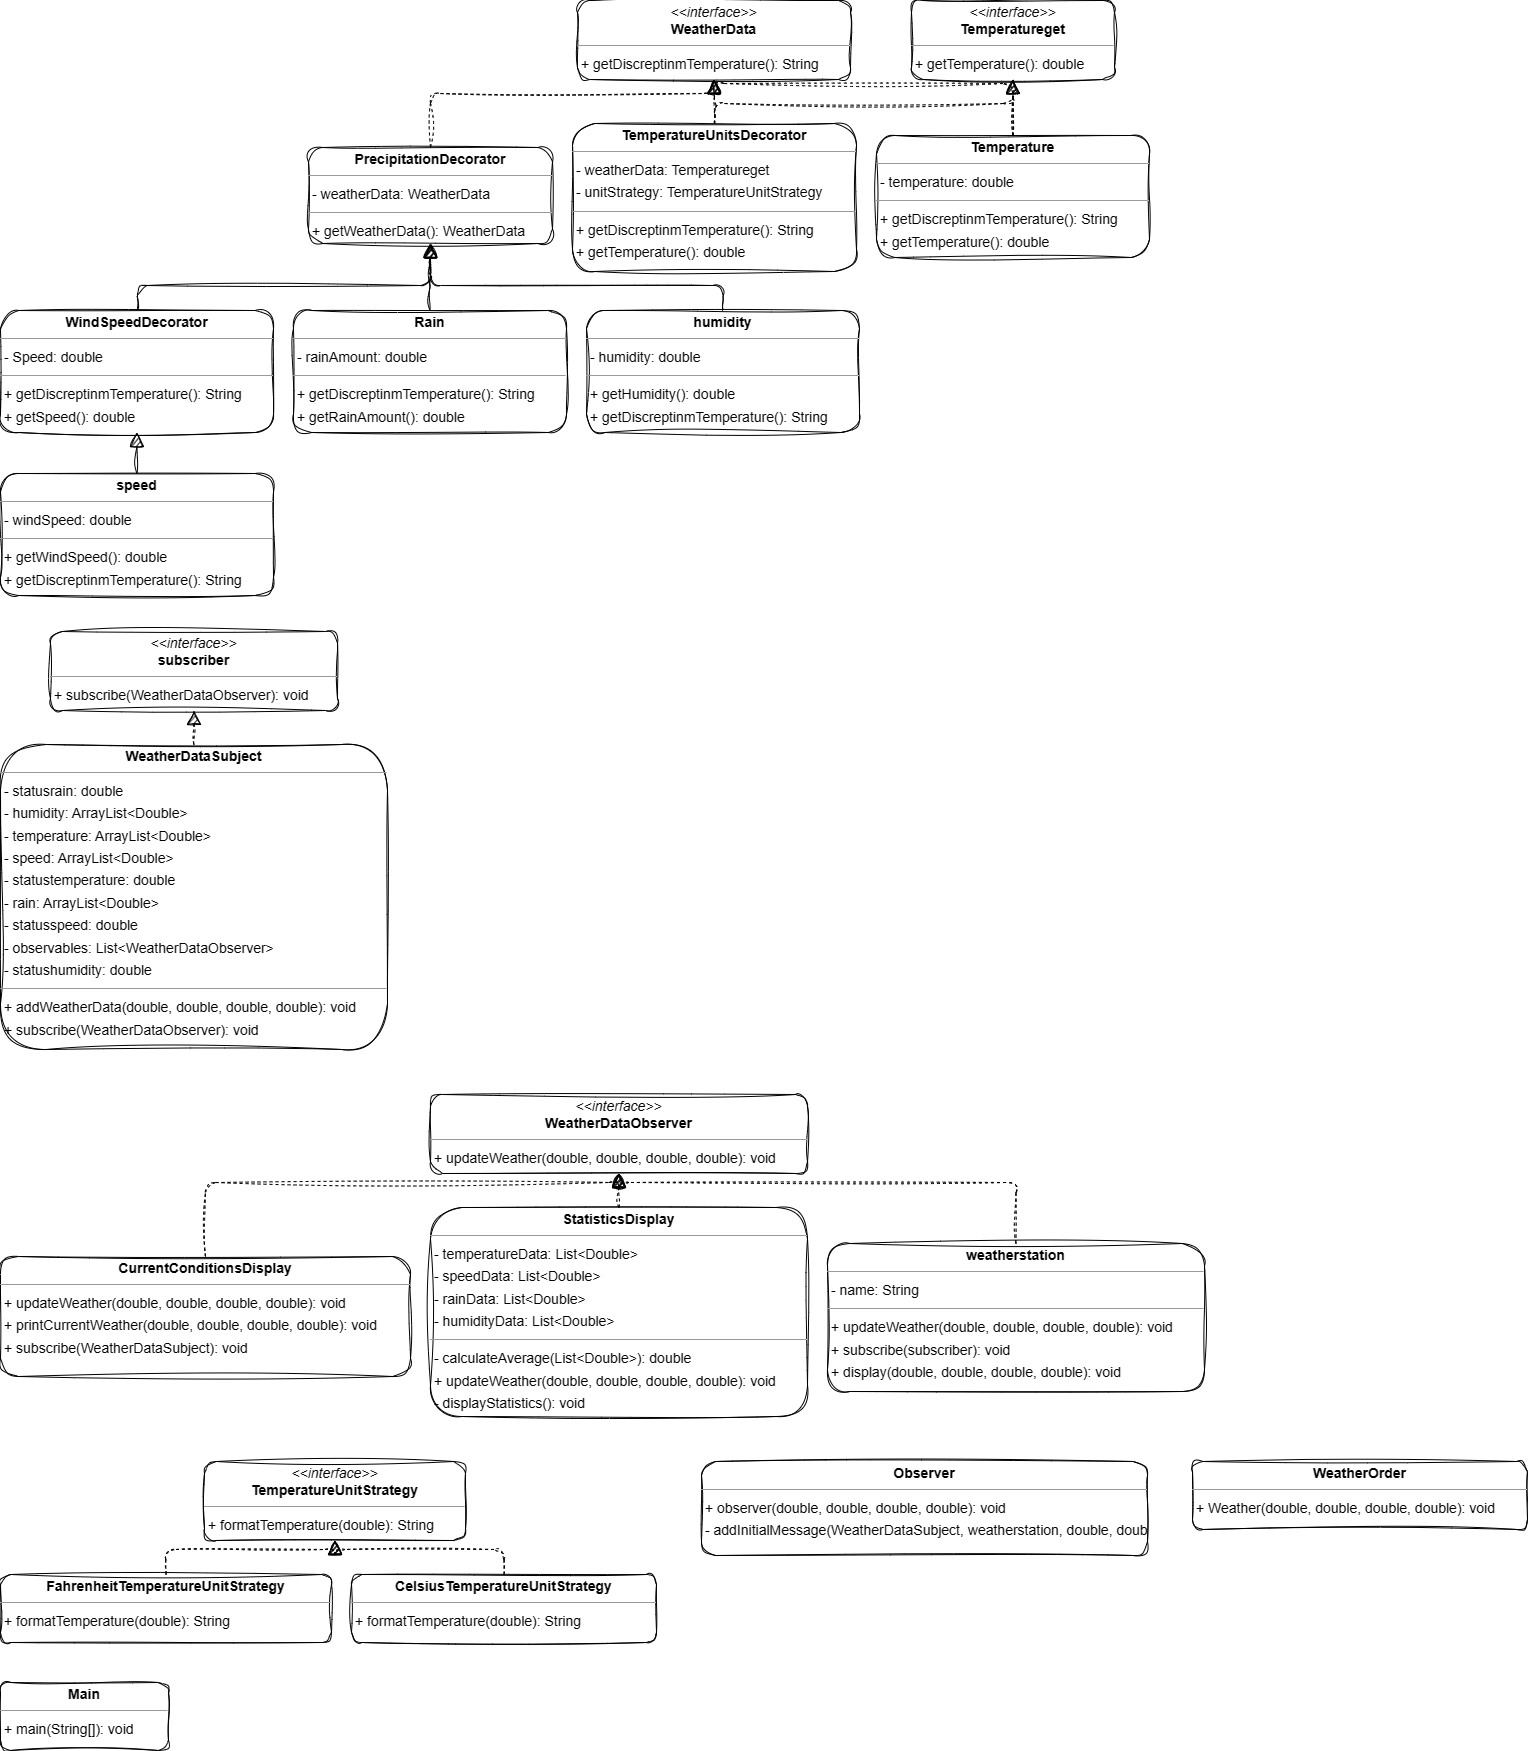 <<interface>>
WeatherData
+ getDiscreptinmTemperature(): String
<<interface>>
Temperatureget
+ getTemperature(): double
PrecipitationDecorator
- weatherData: WeatherData
+ getWeatherData(): WeatherData
TemperatureUnitsDecorator
- weatherData: Temperatureget
- unitStrategy: TemperatureUnitStrategy
+ getDiscreptinmTemperature(): String
+ getTemperature(): double
Temperature
- temperature: double
+ getDiscreptinmTemperature(): String
+ getTemperature(): double
WindSpeedDecorator
- Speed: double
+ getDiscreptinmTemperature(): String
+ getSpeed(): double
Rain
- rainAmount: double
+ getDiscreptinmTemperature(): String
+ getRainAmount(): double
humidity
- humidity: double
+ getHumidity(): double
+ getDiscreptinmTemperature(): String
speed
- windSpeed: double
+ getWindSpeed(): double
+ getDiscreptinmTemperature(): String
<<interface>>
subscriber
+ subscribe(WeatherDataObserver): void
WeatherDataSubject
- statusrain: double
- humidity: ArrayList<Double>
- temperature: ArrayList<Double>
- speed: ArrayList<Double>
- statustemperature: double
- rain: ArrayList<Double>
- statusspeed: double
- observables: List<WeatherDataObserver>
- statushumidity: double
+ addWeatherData(double, double, double, double): void
+ subscribe(WeatherDataObserver): void
<<interface>>
WeatherDataObserver
+ updateWeather(double, double, double, double): void
CurrentConditionsDisplay
+ updateWeather(double, double, double, double): void
+ printCurrentWeather(double, double, double, double): void
+ subscribe(WeatherDataSubject): void
StatisticsDisplay
- temperatureData: List<Double>
- speedData: List<Double>
- rainData: List<Double>
- humidityData: List<Double>
- calculateAverage(List<Double>): double
+ updateWeather(double, double, double, double): void
- displayStatistics(): void
weatherstation
- name: String
+ updateWeather(double, double, double, double): void
+ subscribe(subscriber): void
+ display(double, double, double, double): void
<<interface>>
TemperatureUnitStrategy
+ formatTemperature(double): String
FahrenheitTemperatureUnitStrategy
+ formatTemperature(double): String
CelsiusTemperatureUnitStrategy
+ formatTemperature(double): String
Observer
+ observer(double, double, double, double): void
- addInitialMessage(WeatherDataSubject, weatherstation, double, doub
WeatherOrder
+ Weather(double, double, double, double): void
Main
+ main(String[]): void